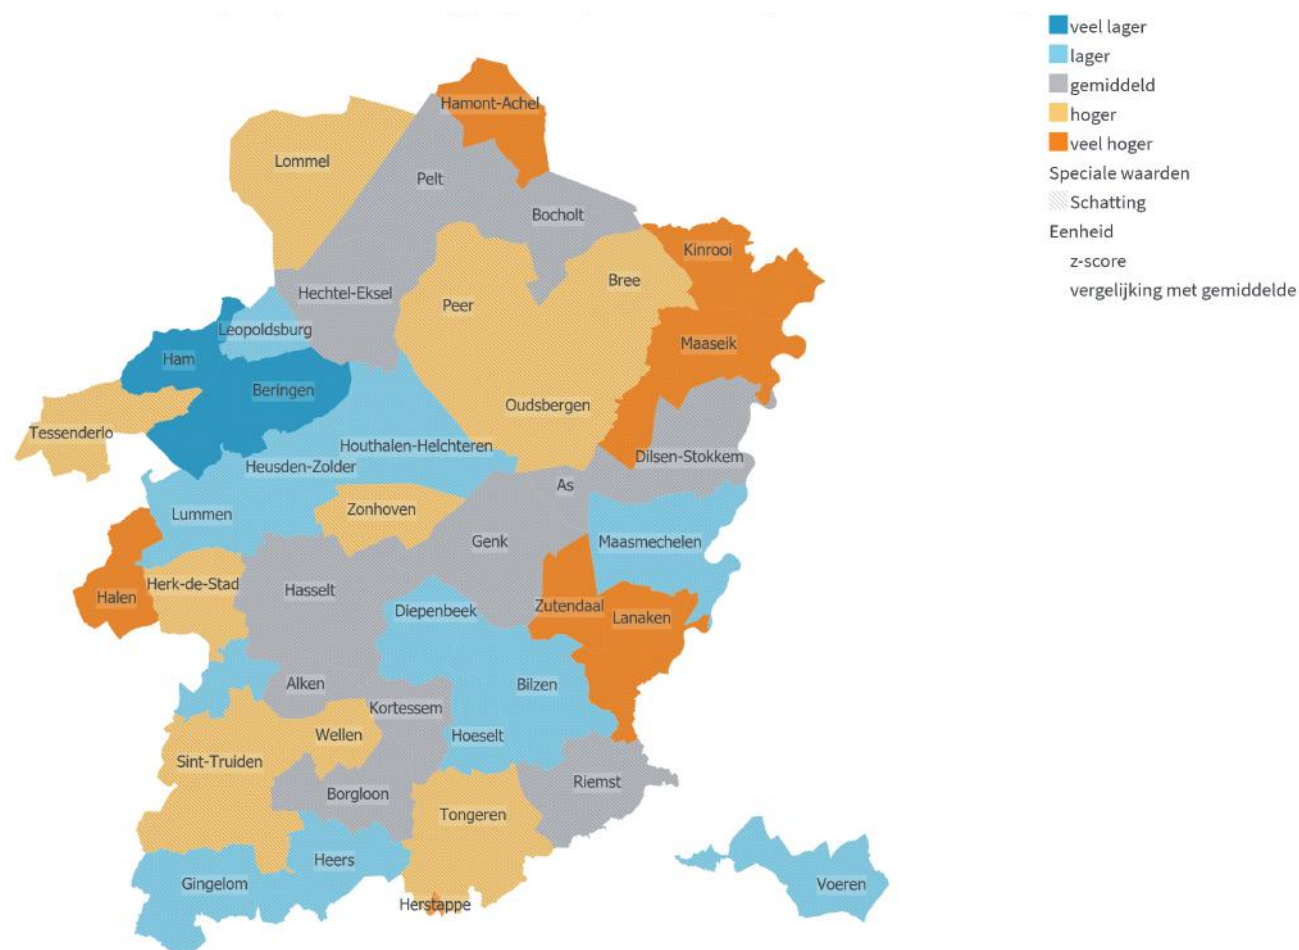 veel lager
lager
gemiddeld
hoger
veel hoger
Speciale waarden
Schatting
Eenheid
z-score
vergelijking met gemiddelde
Hamont-Achel
Lommel
Pelt
Bocholt
Kinrooi
Bree
Hechtel-Eksel
Peer
Leopoldsburg
Maaseik
Ham
Beringen
Oudsbergen
Tessenderlo
Houthalen-Helchteren
Dilsen-Stokkem
Heusden-Zolder
As
Zonhoven
Lummen
Genk
Maasmechelen
Herk-de-Stad
Hasselt
Halen
Diepenbeek
Zutendaal
Lanaken
Alken
Bilzen
Kortessem
Wellen
Hoeselt
Sint-Truiden
Riemst
Borgloon
Tongeren
Heers
Gingelom
Voeren
Herstappe